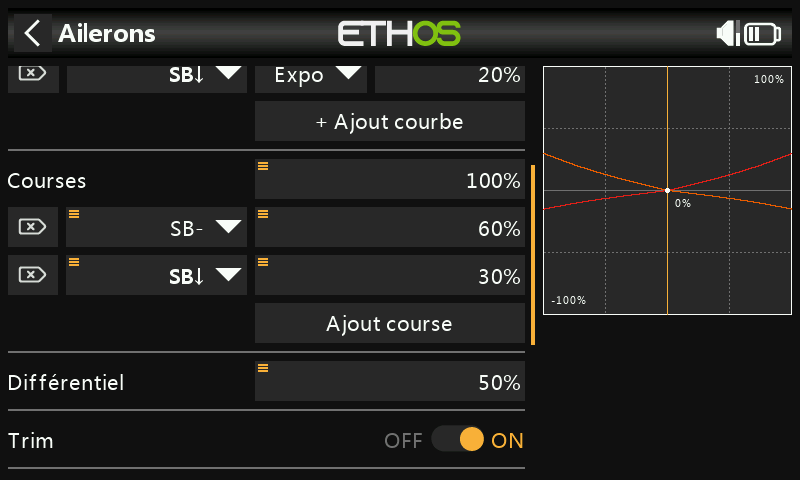 Ailerons
ETHOS
SB↓ Expo 20%
+ Ajout courbe
Courses 100%
SB- 60%
SB↓ 30%
Ajout course
Différentiel 50%
Trim OFF ON
100%
0%
-100%